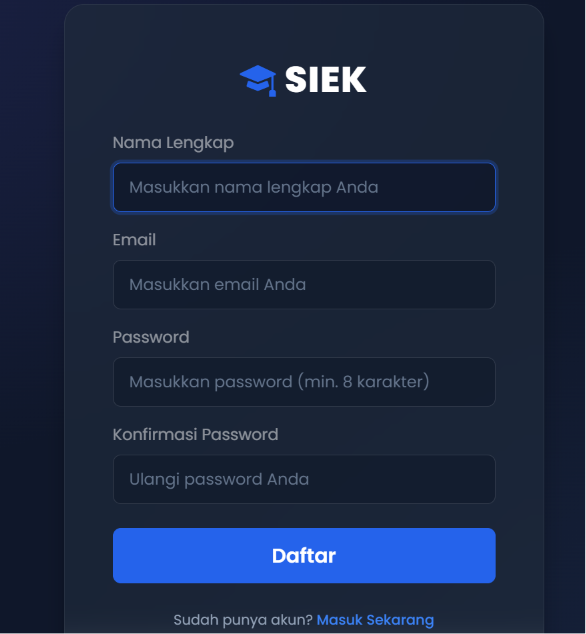 SIEK
Nama Lengkap
Masukkan nama lengkap Anda
Email
Masukkan email Anda
Password
Masukkan password (min. 8 karakter)
Konfirmasi Password
Ulangi password Anda
Daftar
Sudah punya akun? Masuk Sekarang